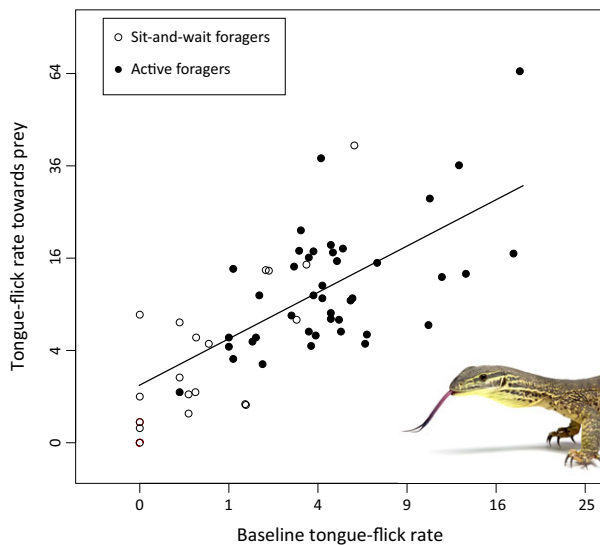 Sit-and-wait foragers
Active foragers
Tongue-flick rate towards prey
64
36
16
4
0
0 1 4 9 16 25
Baseline tongue-flick rate